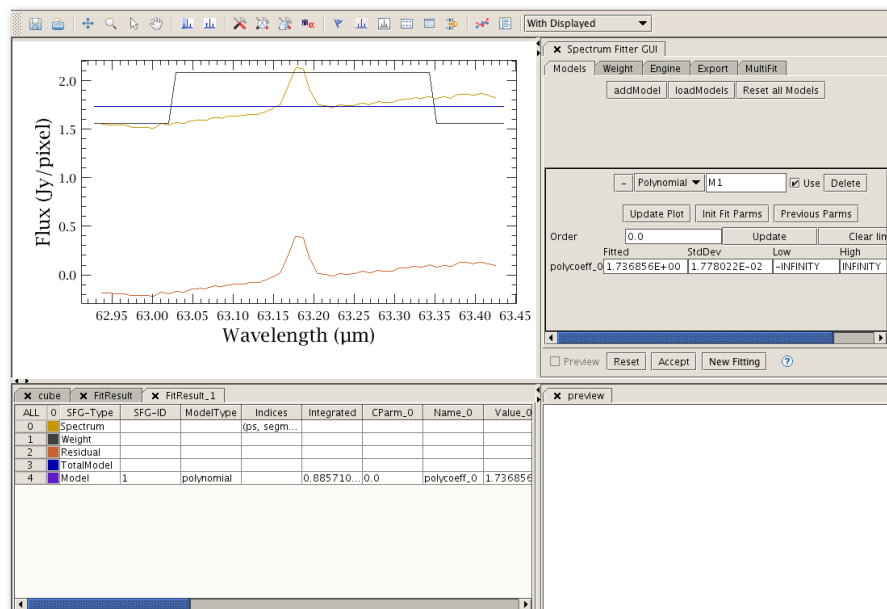 With Displayed
Spectrum Fitter GUI
Models Weight Engine Export MultiFit
addModel loadModels Reset all Models
2.0
1.5
1.0
0.5
0.0
Flux (Jy/pixel)
62.95 63.00 63.05 63.10 63.15 63.20 63.25 63.30 63.35 63.40 63.45
Wavelength (μm)
- Polynomial M1 Use Delete
Update Plot Init Fit Parms Previous Parms
Order 0.0 Update Clear lim
Fitted StdDev Low High
polycoeff_0 1.736856E+00 1.778022E-02 -INFINITY INFINITY
Preview Reset Accept New Fitting ?
cube FitResult FitResult_1
ALL 0 SFG-Type SFG-ID ModelType Indices Integrated CParm_0 Name_0 Value_0
0 Spectrum (ps, segm...
1 Weight
2 Residual
3 TotalModel
4 Model 1 polynomial 0.885710... 0.0 polycoeff_0 1.736856
preview